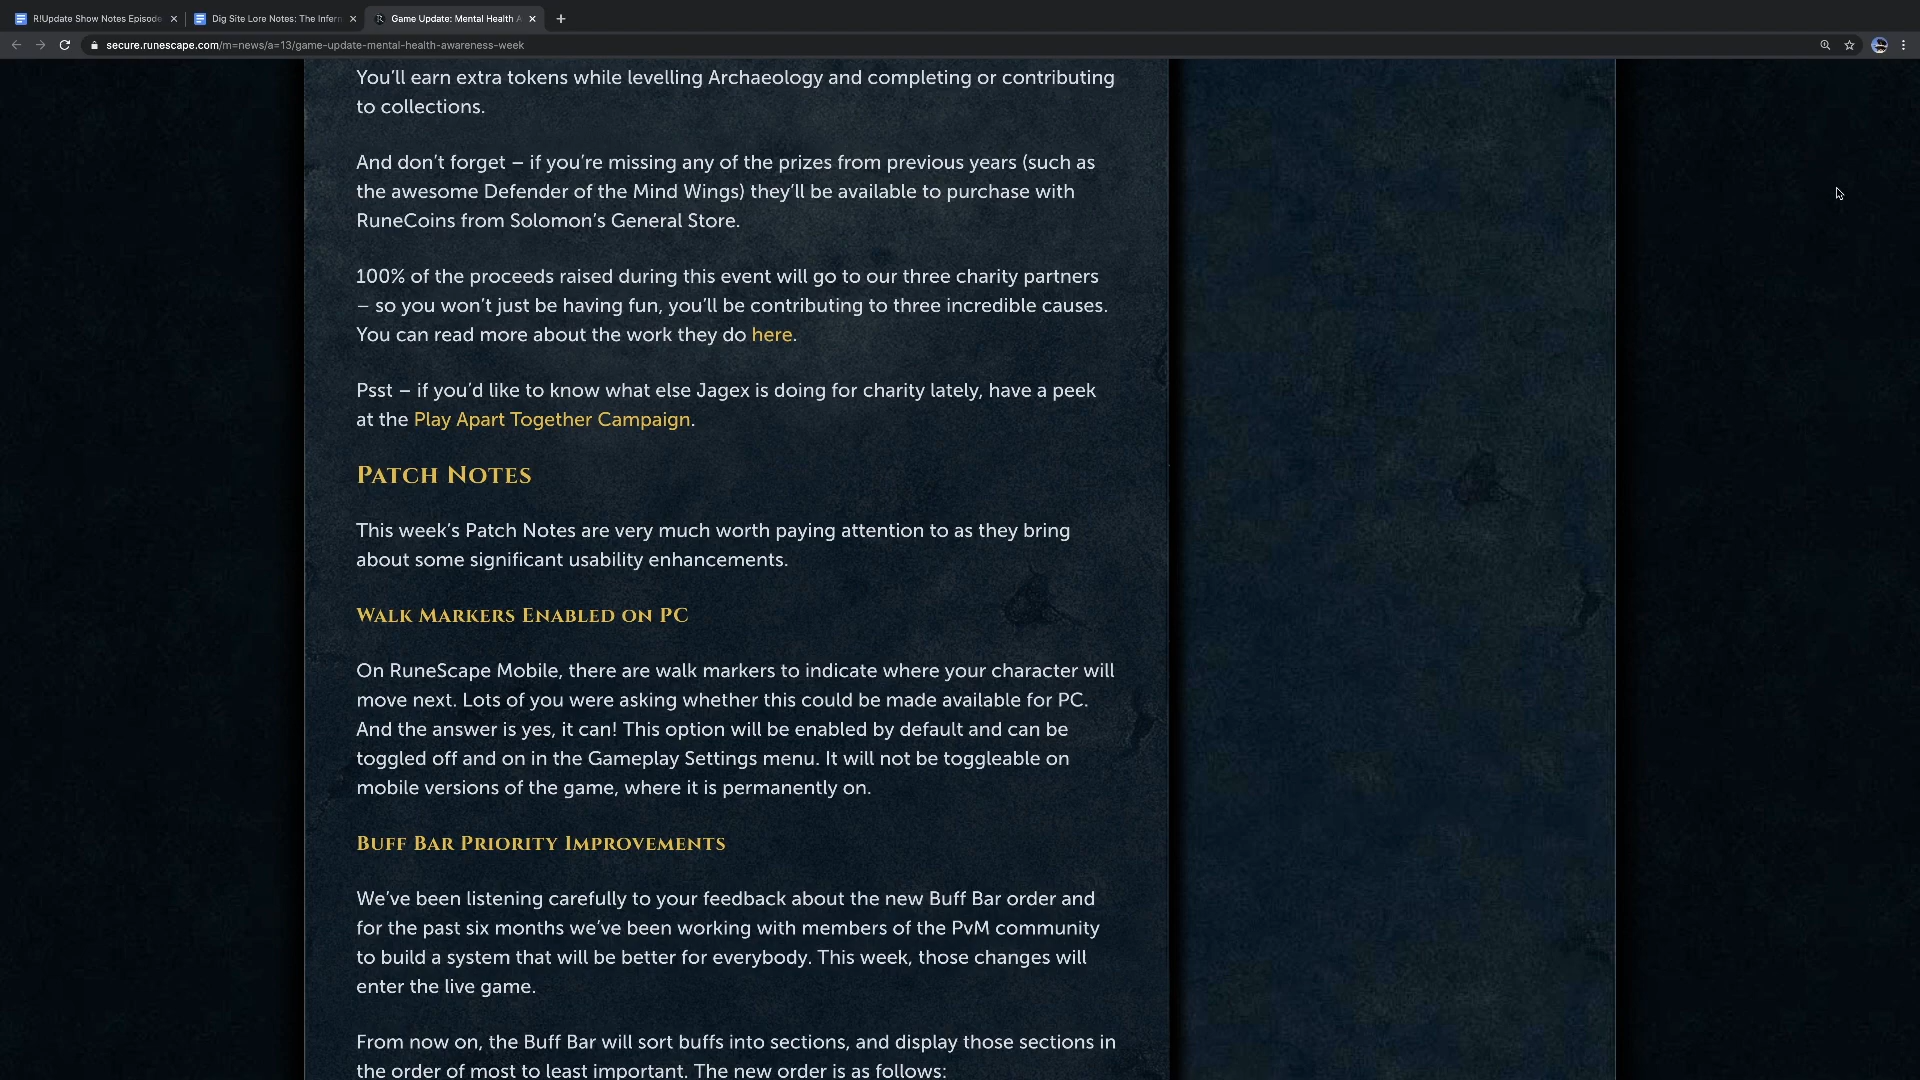 R!Update Show Notes Episode
Dig Site Lore Notes: The Infern
Game Update: Mental Health A
secure.runescape.com/m=news/a=13/game-update-mental-health-awareness-week
You'll earn extra tokens while levelling Archaeology and completing or contributing
to collections.
And don't forget – if you're missing any of the prizes from previous years (such as
the awesome Defender of the Mind Wings) they'll be available to purchase with
RuneCoins from Solomon's General Store.
100% of the proceeds raised during this event will go to our three charity partners
– so you won't just be having fun, you'll be contributing to three incredible causes.
You can read more about the work they do here.
Psst – if you'd like to know what else Jagex is doing for charity lately, have a peek
at the Play Apart Together Campaign.
Patch Notes
This week's Patch Notes are very much worth paying attention to as they bring
about some significant usability enhancements.
Walk Markers Enabled on PC
On RuneScape Mobile, there are walk markers to indicate where your character will
move next. Lots of you were asking whether this could be made available for PC.
And the answer is yes, it can! This option will be enabled by default and can be
toggled off and on in the Gameplay Settings menu. It will not be toggleable on
mobile versions of the game, where it is permanently on.
Buff Bar Priority Improvements
We've been listening carefully to your feedback about the new Buff Bar order and
for the past six months we've been working with members of the PvM community
to build a system that will be better for everybody. This week, those changes will
enter the live game.
From now on, the Buff Bar will sort buffs into sections, and display those sections in
the order of most to least important. The new order is as follows: